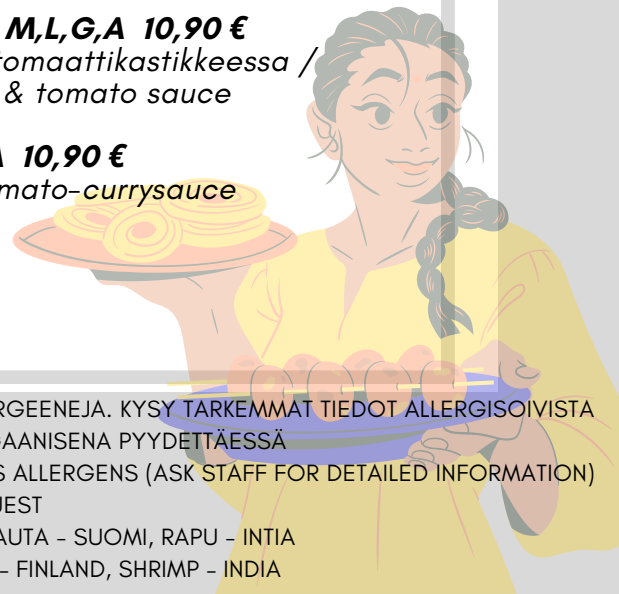 M,L,G,A 10,90 €
tomaattikastikkeessa /
& tomato sauce
10,90 €
mato-currysauce
RGEENEJA. KYSY TARKEMMAT TIEDOT ALLERGISOIVISTA
GAANISENA PYYDETTÄESSÄ
S ALLERGENS (ASK STAFF FOR DETAILED INFORMATION)
UEST
AUTA - SUOMI, RAPU - INTIA
- FINLAND, SHRIMP - INDIA